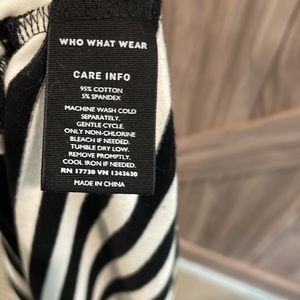 WHO WHAT WEAR
CARE INFO
95% COTTON
5% SPANDEX
MACHINE WASH COLD
SEPARATELY.
GENTLE CYCLE.
ONLY NON-CHLORINE
BLEACH IF NEEDED.
TUMBLE DRY LOW.
REMOVE PROMPTLY.
COOL IRON IF NEEDED.
RN 17730 VN 1343630
MADE IN CHINA